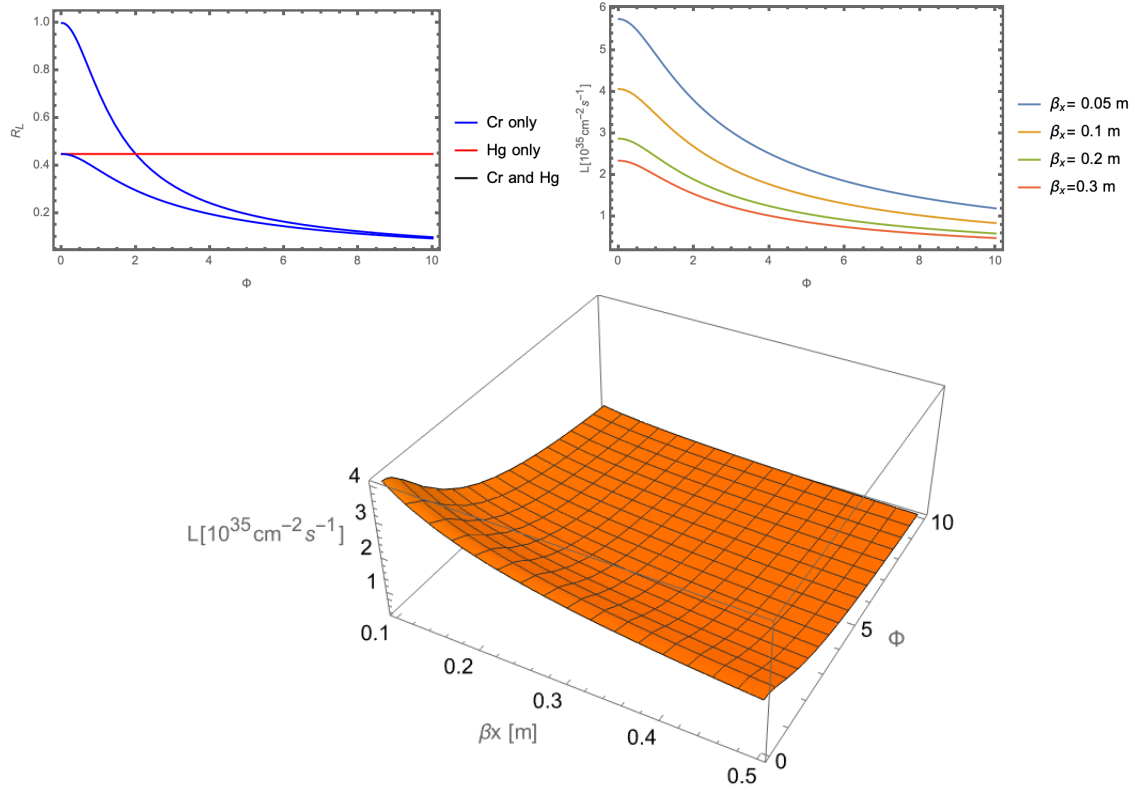 1.0
0.8
0.6
0.4
0.2
R_L
0 2 4 6 8 10
Φ
Cr only
Hg only
Cr and Hg
6
5
4
3
2
1
L[10^35 cm^−2 s^−1]
0 2 4 6 8 10
Φ
β_x= 0.05 m
β_x= 0.1 m
β_x= 0.2 m
β_x=0.3 m
4
3
2
1
L[10^35 cm^−2 s^−1]
0.1
0.2
0.3
0.4
0.5
βx [m]
0
5
10
Φ